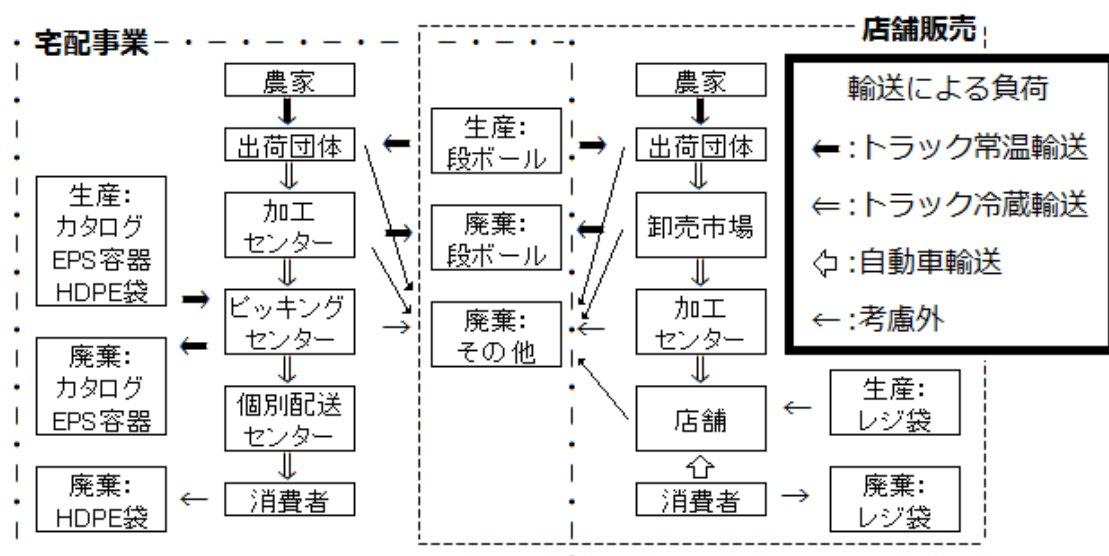 宅配事業
店舗販売
農家
出荷団体
加工
センター
ピッキング
センター
個別配送
センター
消費者
生産:
カタログ
EPS容器
HDPE袋
廃棄:
カタログ
EPS容器
廃棄:
HDPE袋
生産:
段ボール
廃棄:
段ボール
廃棄:
その他
農家
出荷団体
卸売市場
加工
センター
店舗
消費者
生産:
レジ袋
廃棄:
レジ袋
輸送による負荷
←:トラック常温輸送
⇐:トラック冷蔵輸送
⇦:自動車輸送
←:考慮外